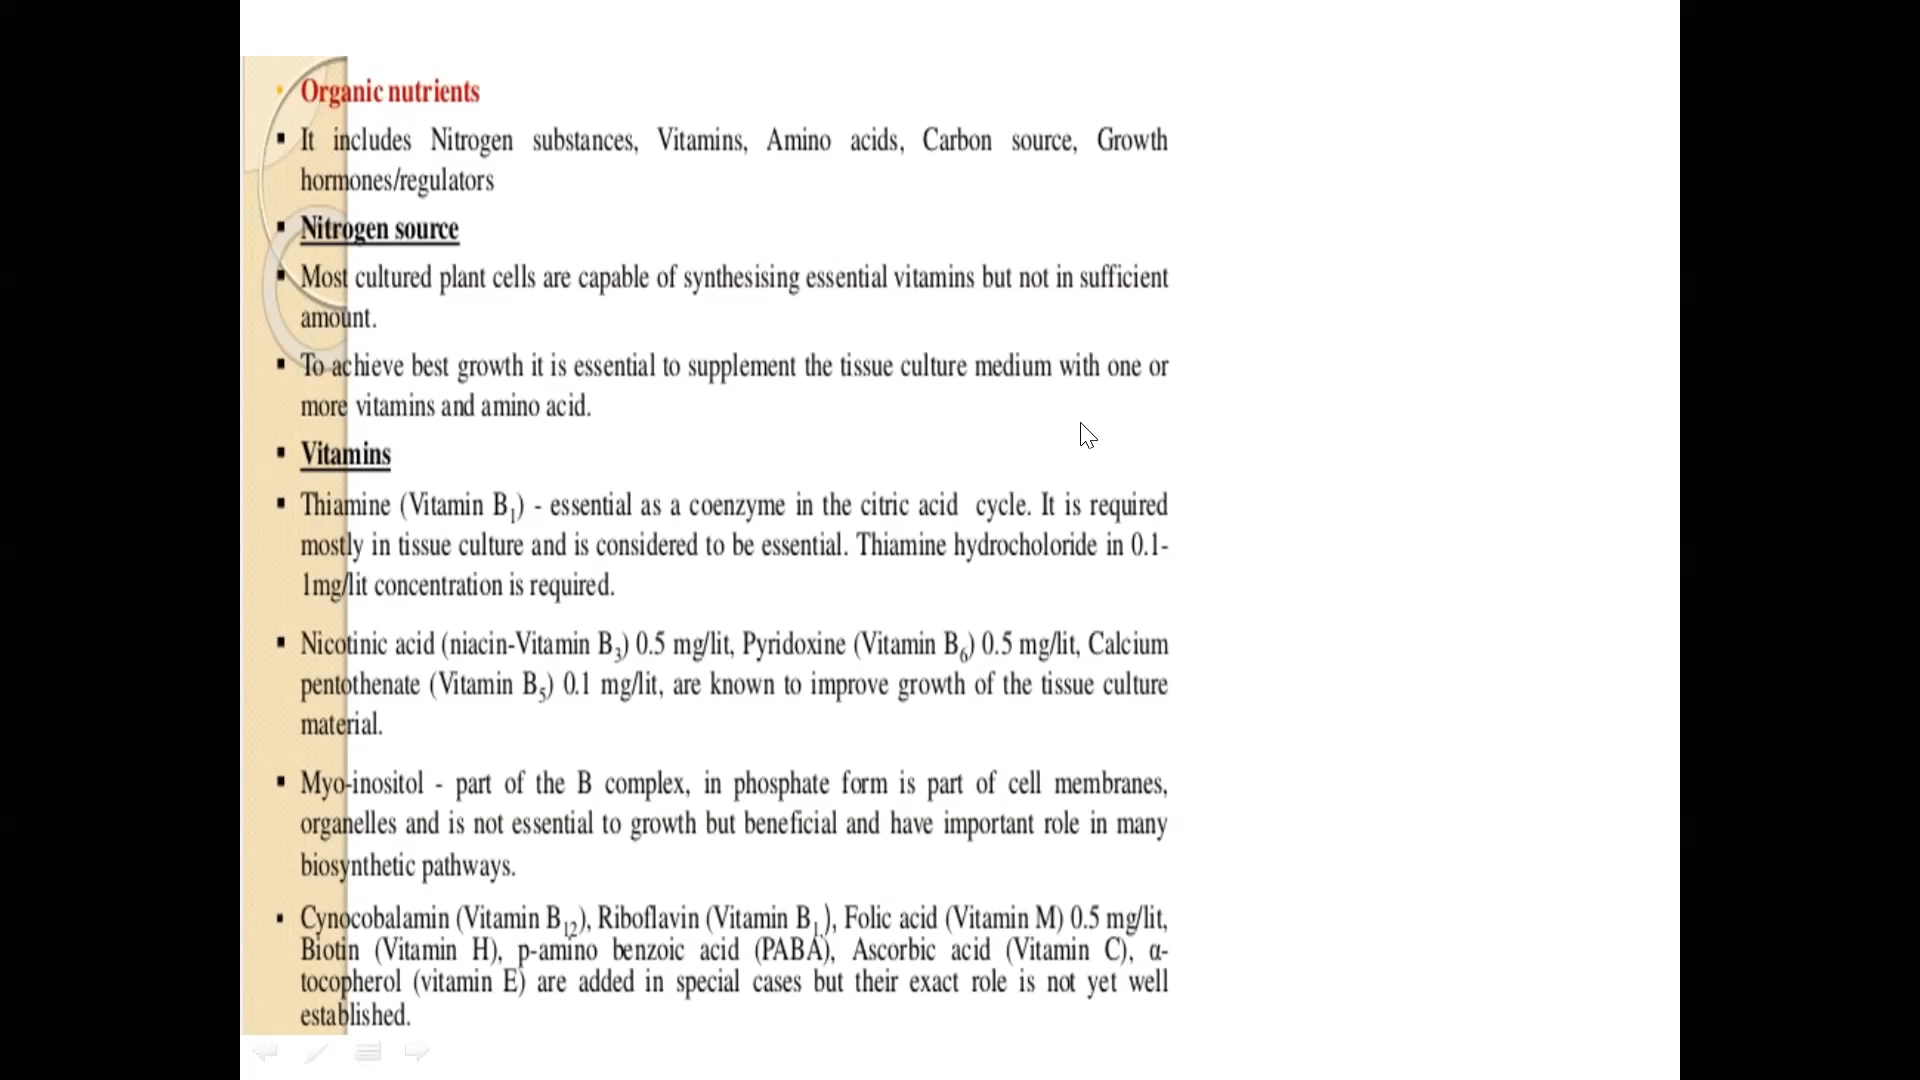 Organic nutrients
It includes Nitrogen substances, Vitamins, Amino acids, Carbon source, Growth
hormones/regulators
Nitrogen source
Most cultured plant cells are capable of synthesising essential vitamins but not in sufficient
amount.
To achieve best growth it is essential to supplement the tissue culture medium with one or
more vitamins and amino acid.
Vitamins
Thiamine (Vitamin B1) - essential as a coenzyme in the citric acid cycle. It is required
mostly in tissue culture and is considered to be essential. Thiamine hydrocholoride in 0.1-
1mg/lit concentration is required.
Nicotinic acid (niacin-Vitamin B3) 0.5 mg/lit, Pyridoxine (Vitamin B6) 0.5 mg/lit, Calcium
pentothenate (Vitamin B5) 0.1 mg/lit, are known to improve growth of the tissue culture
material.
Myo-inositol - part of the B complex, in phosphate form is part of cell membranes,
organelles and is not essential to growth but beneficial and have important role in many
biosynthetic pathways.
Cynocobalamin (Vitamin B12), Riboflavin (Vitamin B1), Folic acid (Vitamin M) 0.5 mg/lit,
Biotin (Vitamin H), p-amino benzoic acid (PABA), Ascorbic acid (Vitamin C), α-
tocopherol (vitamin E) are added in special cases but their exact role is not yet well
established.